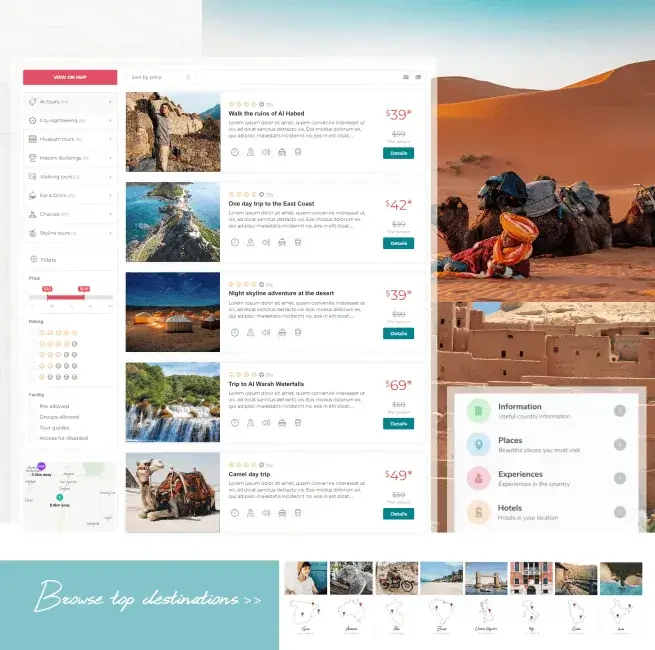 VIEW ON MAP
Sort by price
All tours
City sightseeing
Museum tours
Historic Buildings
Walking tours
Eat & Drink
Churces
Skyline tours
Filters
Price
Rating
Facility
Pet allowed
Groups allowed
Tour guides
Access for disabled
Walk the ruins of Al Habed
Lorem ipsum dolor sit amet, quem convenire interesset ut
vix, ad dicat sanctus detracto vis. Eos modus dolorem ex,
qui adipisci maiestatis inciderint no, eos in elit dicat....
$39*
$99
*Per person
Details
One day trip to the East Coast
Lorem ipsum dolor sit amet, quem convenire interesset ut
vix, ad dicat sanctus detracto vis. Eos modus dolorem ex,
qui adipisci maiestatis inciderint no, eos in elit dicat....
$42*
$99
*Per person
Details
Night skyline adventure at the desert
Lorem ipsum dolor sit amet, quem convenire interesset ut
vix, ad dicat sanctus detracto vis. Eos modus dolorem ex,
qui adipisci maiestatis inciderint no, eos in elit dicat....
$39*
$99
*Per person
Details
Trip to Al Warah Waterfalls
Lorem ipsum dolor sit amet, quem convenire interesset ut
vix, ad dicat sanctus detracto vis. Eos modus dolorem ex,
qui adipisci maiestatis inciderint no, eos in elit dicat....
$69*
*Per person
Details
Camel day trip
Lorem ipsum dolor sit amet, quem convenire interesset ut
vix, ad dicat sanctus detracto vis. Eos modus dolorem ex,
qui adipisci maiestatis inciderint no, eos in elit dicat....
$49*
*Per person
Details
Information
Useful country information
Places
Beautiful places you must visit
Experiences
Experiences in the country
Hotels
Hotels in your location
Browse top destinations >>
United Kingdom